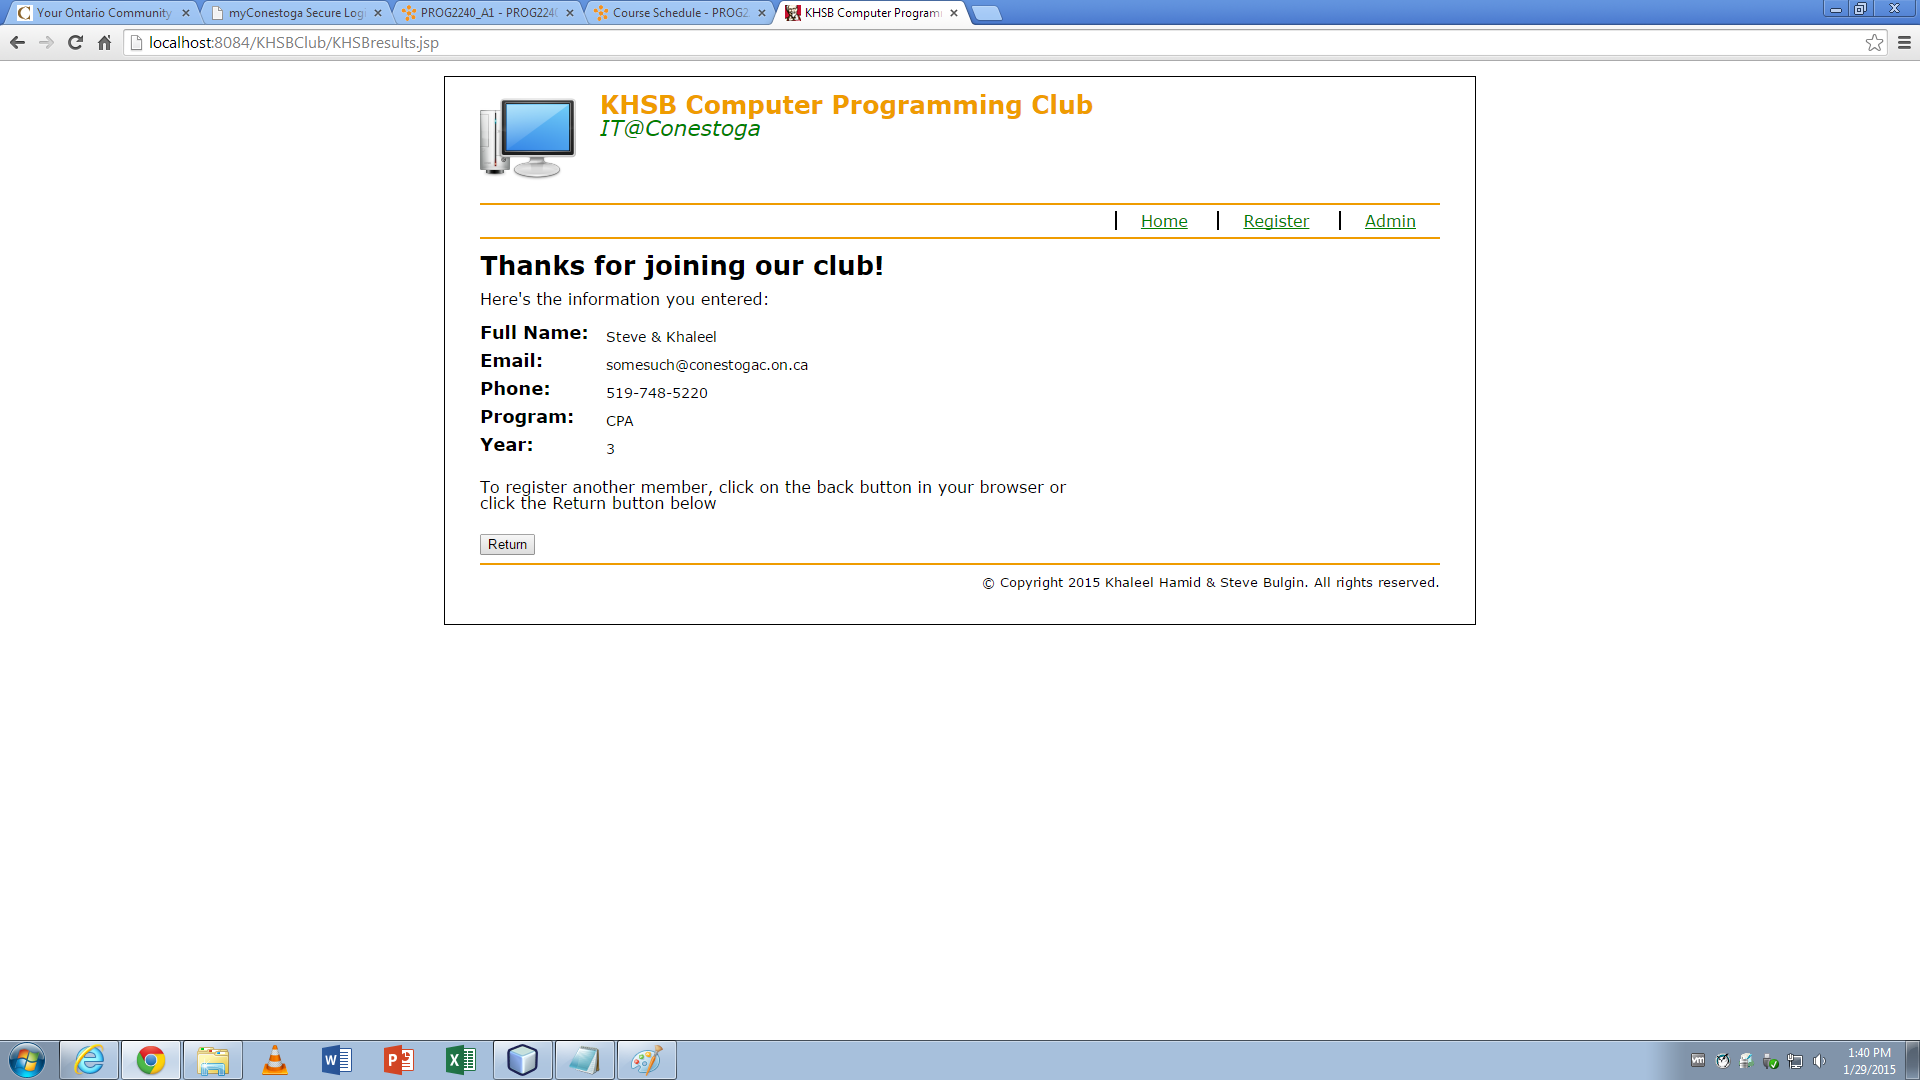 Your Ontario Community
myConestoga Secure Logi
PROG2240_A1 - PROG2240
Course Schedule - PROG2
KHSB Computer Program
localhost:8084/KHSBClub/KHSBresults.jsp
KHSB Computer Programming Club
IT@Conestoga
Home
Register
Admin
Thanks for joining our club!
Here's the information you entered:
Full Name: Steve & Khaleel
Email: somesuch@conestogac.on.ca
Phone: 519-748-5220
Program: CPA
Year: 3
To register another member, click on the back button in your browser or
click the Return button below
Return
© Copyright 2015 Khaleel Hamid & Steve Bulgin. All rights reserved.
1:40 PM
1/29/2015